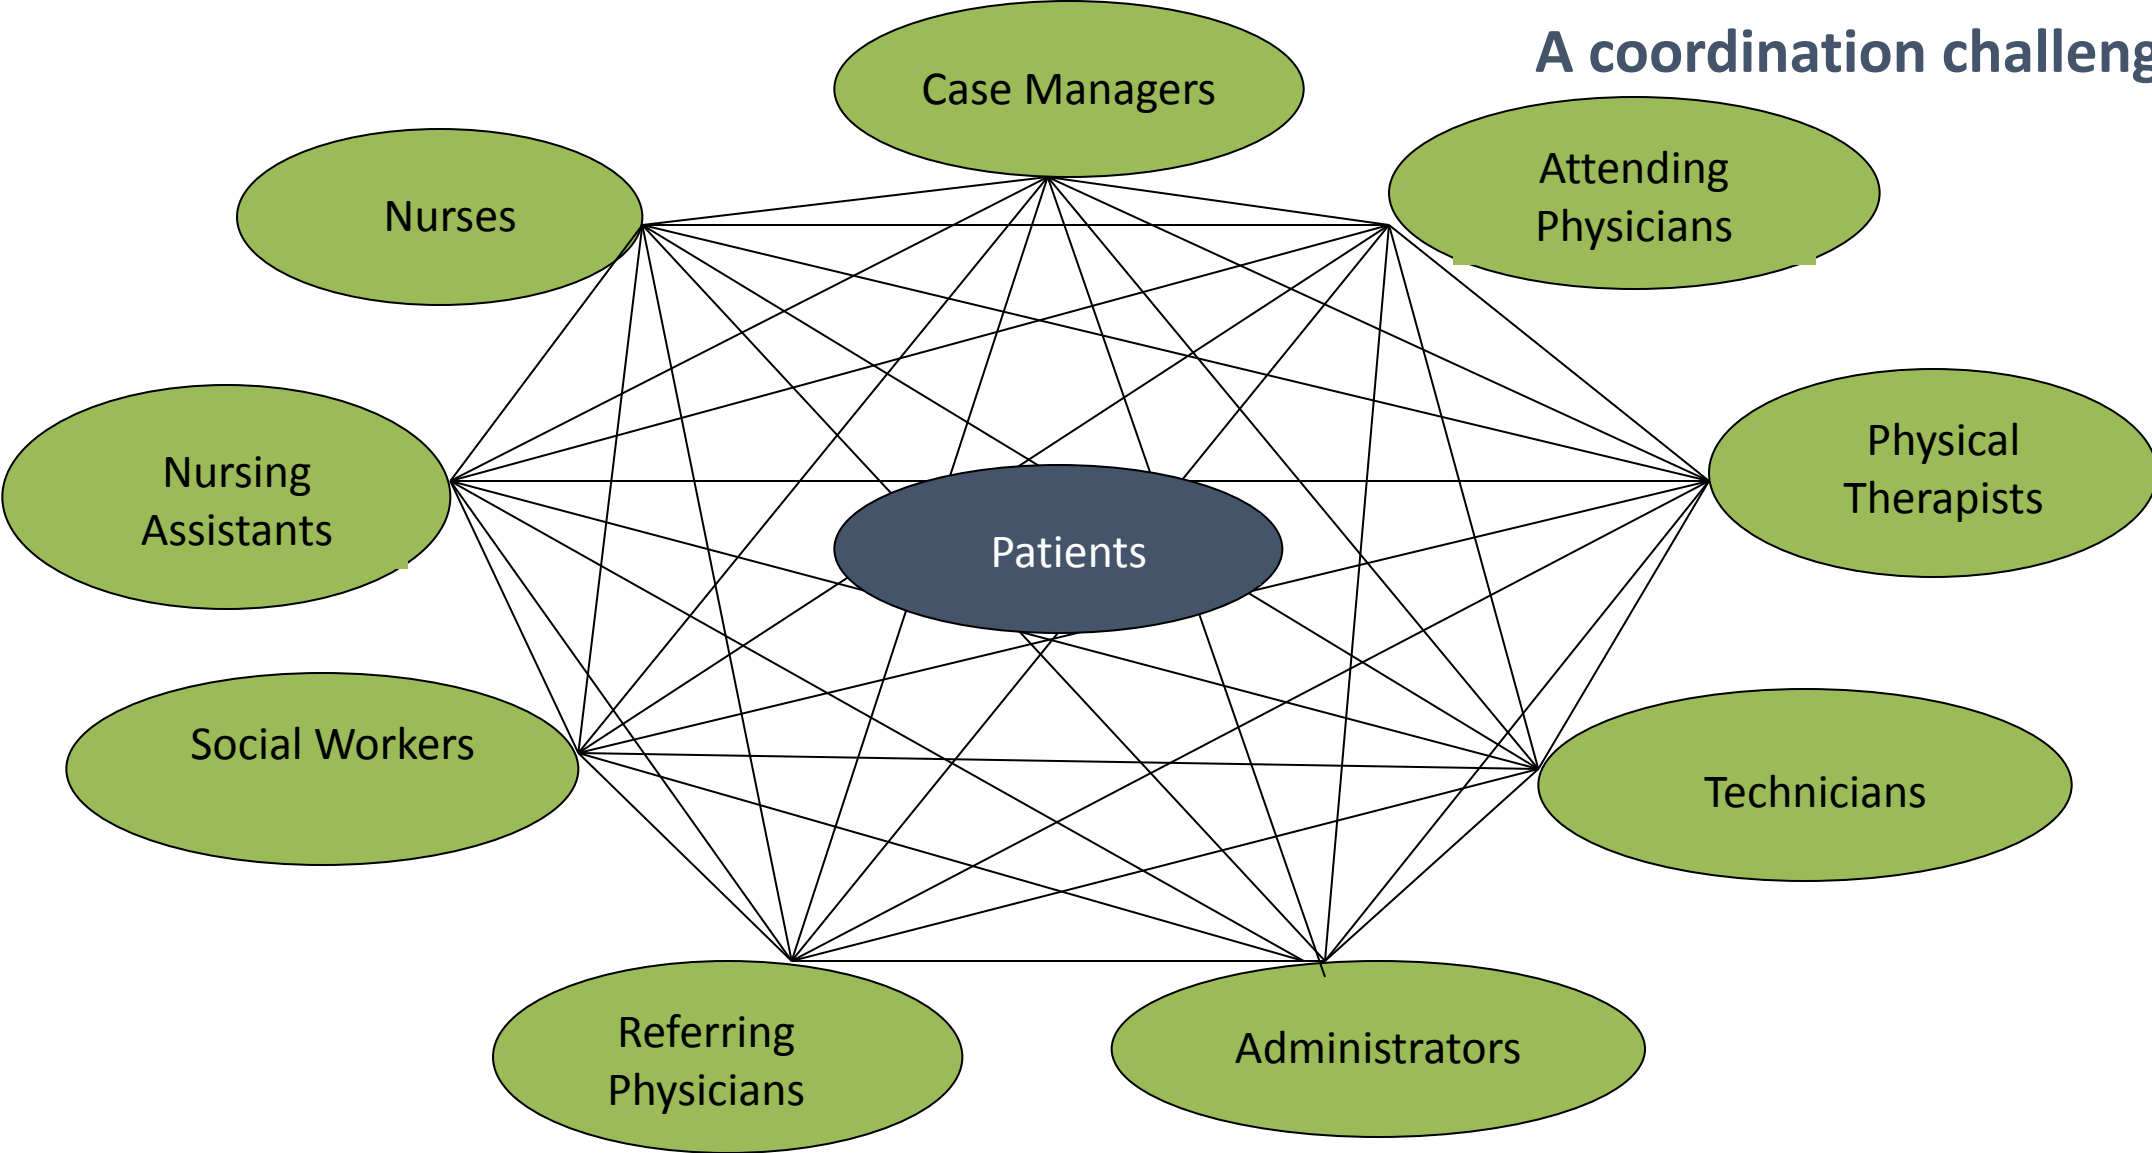 A coordination challeng
Case Managers
Attending
Physicians
Nurses
Physical
Therapists
Nursing
Assistants
Patients
Social Workers
Technicians
Referring
Physicians
Administrators